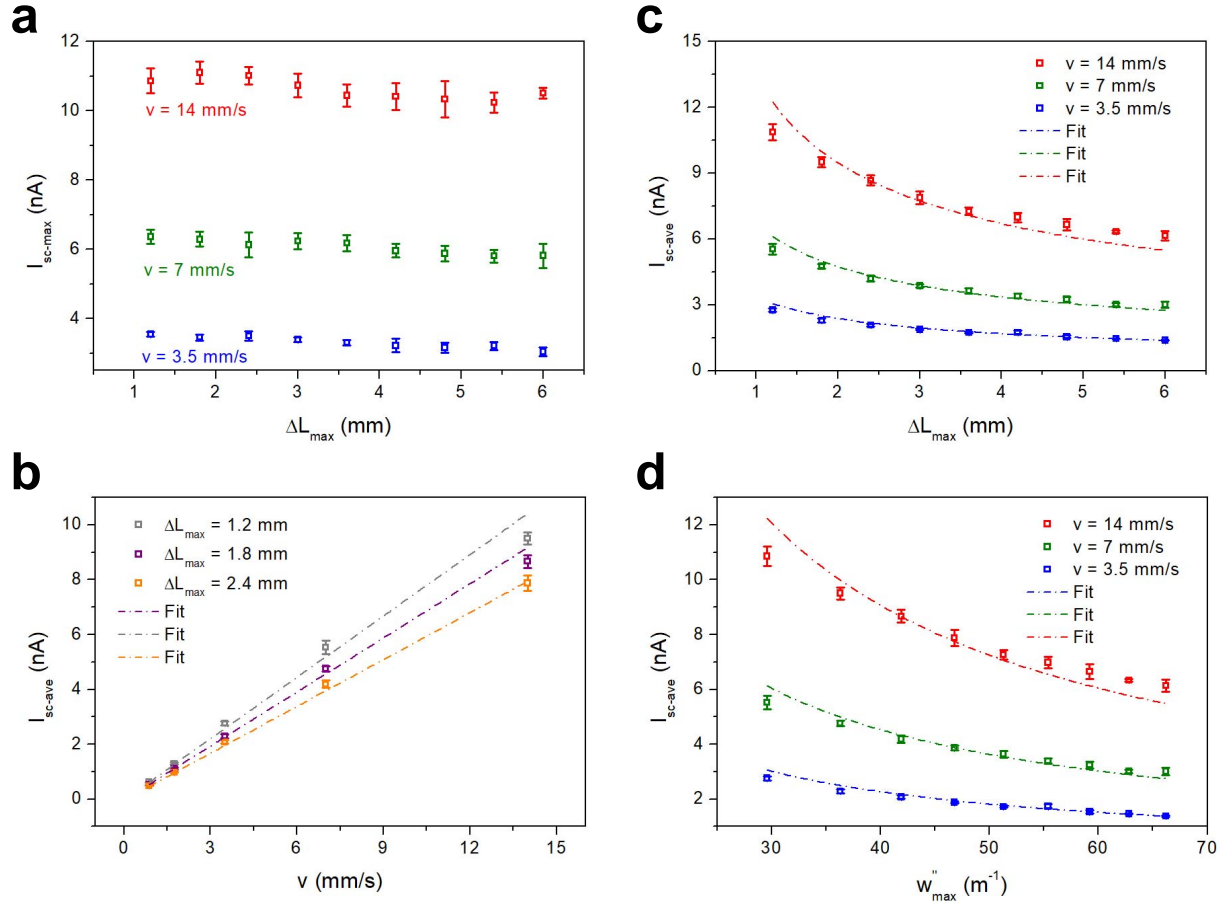 a
12
10
8
6
4
I_sc-max (nA)
v = 14 mm/s
v = 7 mm/s
v = 3.5 mm/s
1 2 3 4 5 6
ΔL_max (mm)
b
10
8
6
4
2
0
I_sc-ave (nA)
ΔL_max = 1.2 mm
ΔL_max = 1.8 mm
ΔL_max = 2.4 mm
Fit
Fit
Fit
0 3 6 9 12 15
v (mm/s)
c
15
12
9
6
3
0
I_sc-ave (nA)
v = 14 mm/s
v = 7 mm/s
v = 3.5 mm/s
Fit
Fit
Fit
1 2 3 4 5 6
ΔL_max (mm)
d
12
10
8
6
4
2
I_sc-ave (nA)
v = 14 mm/s
v = 7 mm/s
v = 3.5 mm/s
Fit
Fit
Fit
30 40 50 60 70
w"_max (m⁻¹)